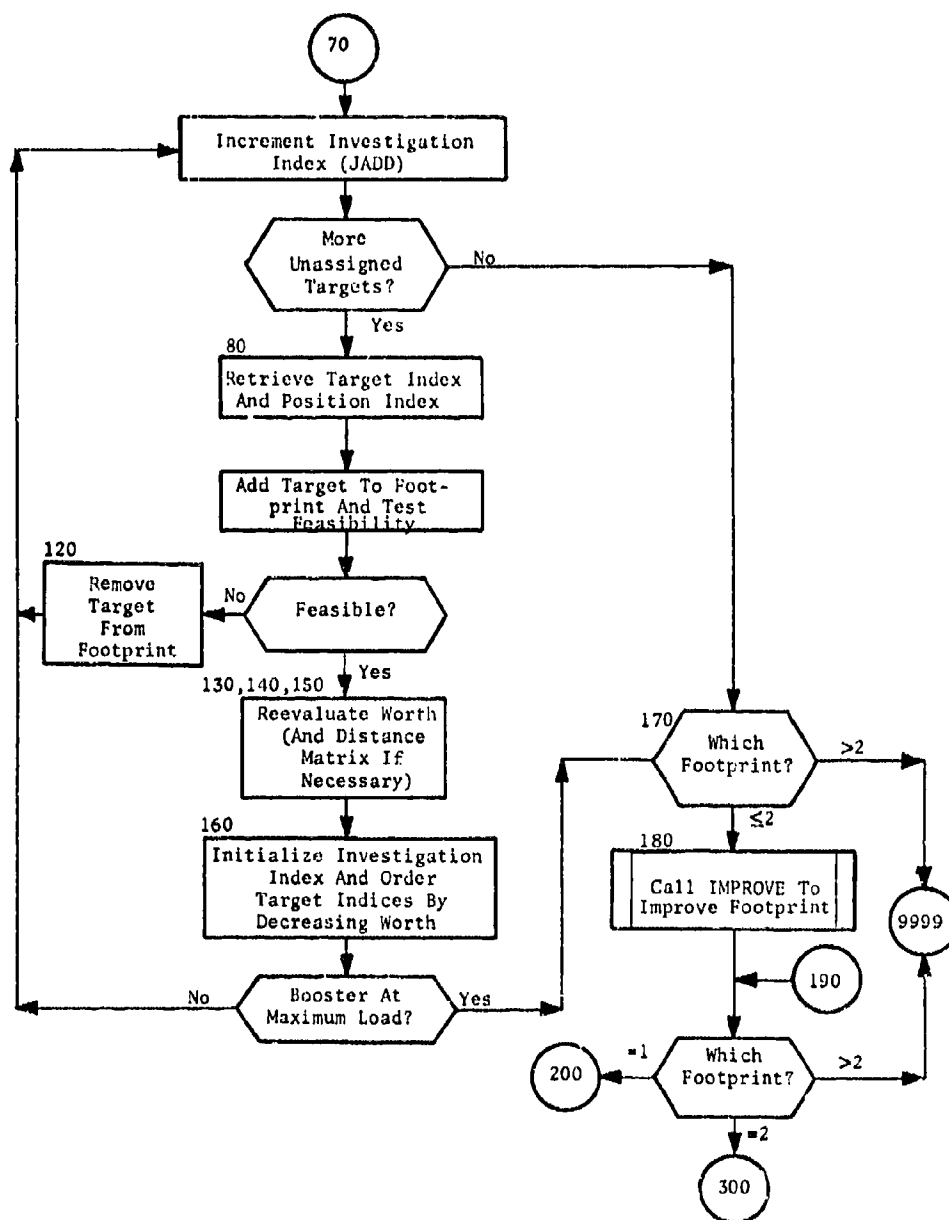 70
Increment Investigation
Index (JADD)
More
Unassigned
Targets?
No
Yes
80
Retrieve Target Index
And Position Index
Add Target To Foot-
print And Test
Feasibility
120
Remove
Target
From
Footprint
No
Feasible?
Yes
130,140,150
Reevaluate Worth
(And Distance
Matrix If
Necessary)
160
Initialize Investigation
Index And Order
Target Indices By
Decreasing Worth
No
Booster At
Maximum Load?
Yes
170
Which
Footprint?
>2
≤2
180
Call IMPROVE To
Improve Footprint
9999
190
200
=1
Which
Footprint?
>2
=2
300